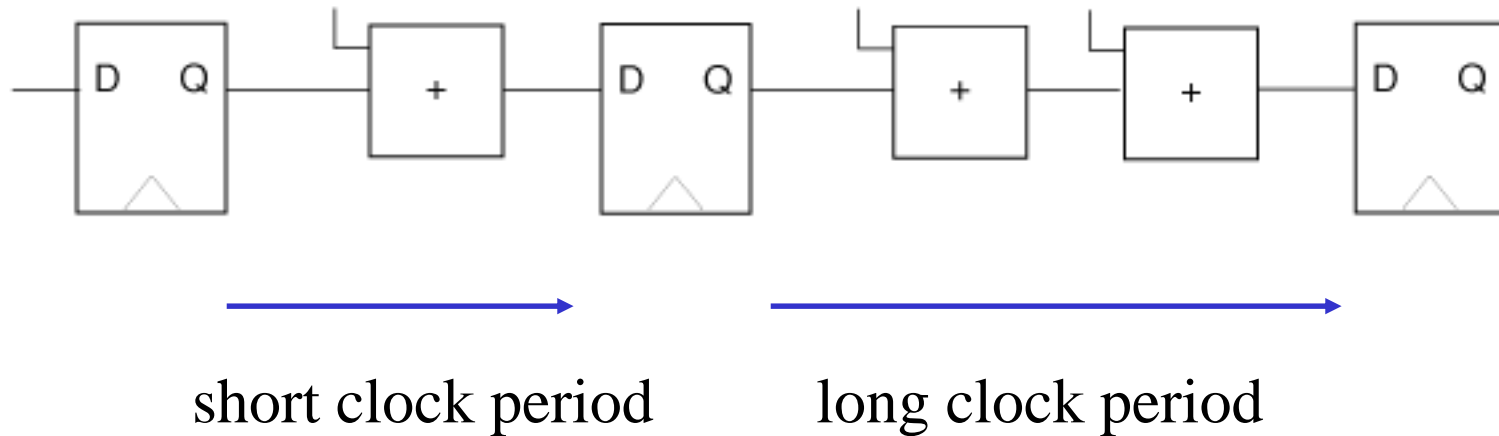 D Q + D Q + + D Q
short clock period long clock period